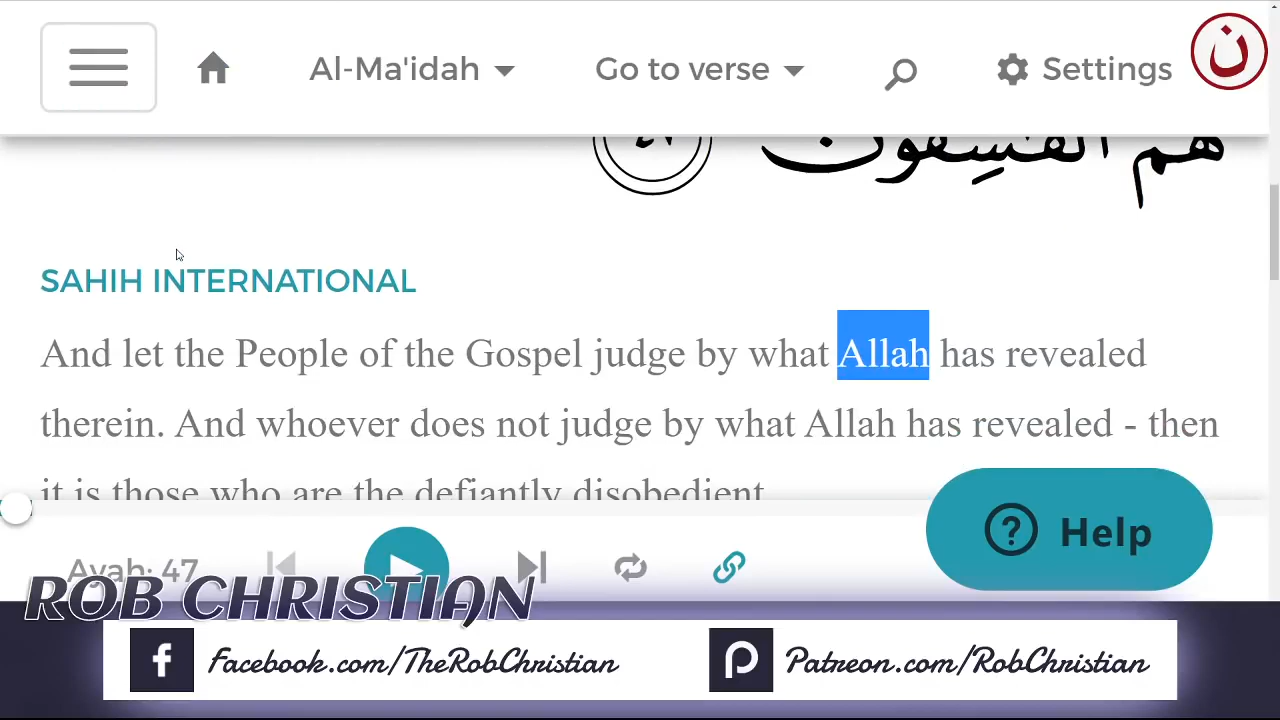 Al-Ma'idah
Go to verse
Settings
ن
هم الفسقون ٤٧
SAHIH INTERNATIONAL
And let the People of the Gospel judge by what Allah has revealed
therein. And whoever does not judge by what Allah has revealed - then
it is those who are the defiantly disobedient.
Help
Ayah: 47
ROB CHRISTIAN
Facebook.com/TheRobChristian
Patreon.com/RobChristian